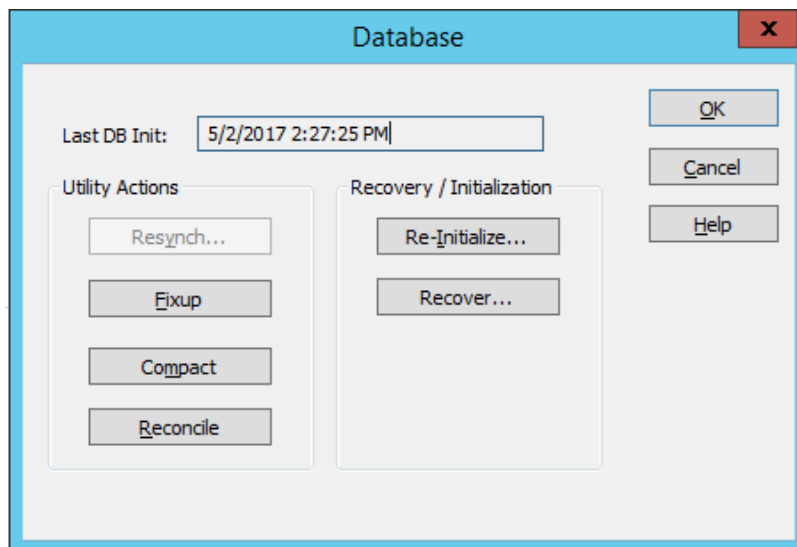 Database
x
Last DB Init:
5/2/2017 2:27:25 PM
OK
Cancel
Help
Utility Actions
Resynch...
Fixup
Compact
Reconcile
Recovery / Initialization
Re-Initialize...
Recover...